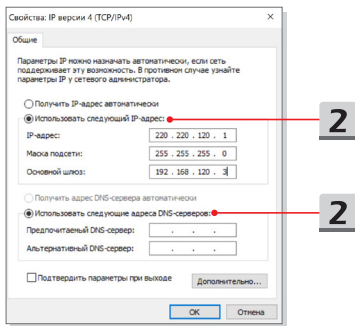 Свойства: IP версии 4 (TCP/IPv4)
Общие
Параметры IP можно назначать автоматически, если сеть
поддерживает эту возможность. В противном случае узнайте
параметры IP у сетевого администратора.
Получить IP-адрес автоматически
Использовать следующий IP-адрес:
2
IP-адрес: 220 . 220 . 120 . 1
Маска подсети: 255 . 255 . 255 . 0
Основной шлюз: 192 . 168 . 120 . 3
Получить адрес DNS-сервера автоматически
Использовать следующие адреса DNS-серверов:
2
Предпочитаемый DNS-сервер: . . .
Альтернативный DNS-сервер: . . .
Подтвердить параметры при выходе
Дополнительно...
OK Отмена